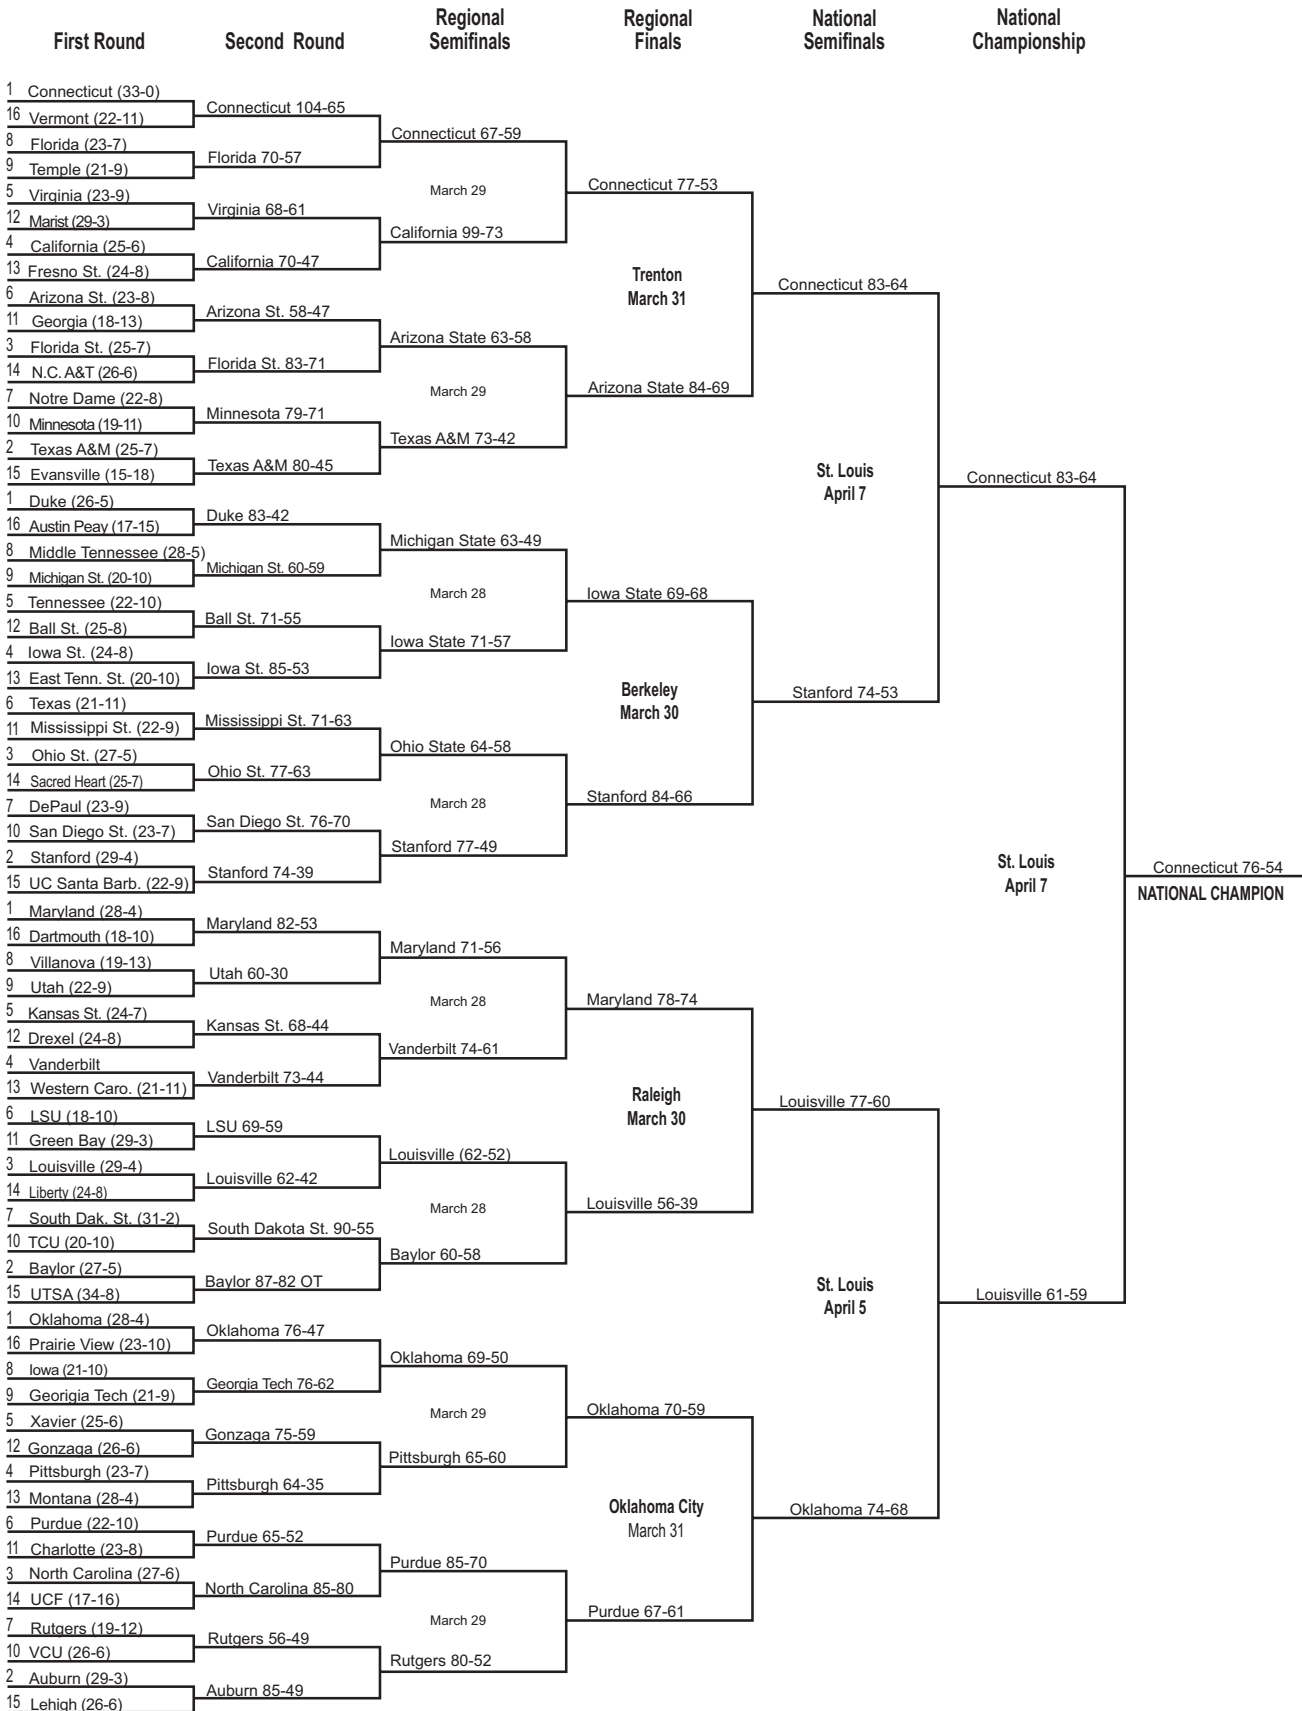 Regional
Semifinals
Regional
Finals
National
Semifinals
National
Championship
First Round
Second Round
1 Connecticut (33-0)
16 Vermont (22-11)
8 Florida (23-7)
9 Temple (21-9)
5 Virginia (23-9)
12 Marist (29-3)
4 California (25-6)
13 Fresno St. (24-8)
6 Arizona St. (23-8)
11 Georgia (18-13)
3 Florida St. (25-7)
14 N.C. A&T (26-6)
7 Notre Dame (22-8)
10 Minnesota (19-11)
2 Texas A&M (25-7)
15 Evansville (15-18)
1 Duke (26-5)
16 Austin Peay (17-15)
8 Middle Tennessee (28-5)
9 Michigan St. (20-10)
5 Tennessee (22-10)
12 Ball St. (25-8)
4 Iowa St. (24-8)
13 East Tenn. St. (20-10)
6 Texas (21-11)
11 Mississippi St. (22-9)
3 Ohio St. (27-5)
14 Sacred Heart (25-7)
7 DePaul (23-9)
10 San Diego St. (23-7)
2 Stanford (29-4)
15 UC Santa Barb. (22-9)
1 Maryland (28-4)
16 Dartmouth (18-10)
8 Villanova (19-13)
9 Utah (22-9)
5 Kansas St. (24-7)
12 Drexel (24-8)
4 Vanderbilt
13 Western Caro. (21-11)
6 LSU (18-10)
11 Green Bay (29-3)
3 Louisville (29-4)
14 Liberty (24-8)
7 South Dak. St. (31-2)
10 TCU (20-10)
2 Baylor (27-5)
15 UTSA (34-8)
1 Oklahoma (28-4)
16 Prairie View (23-10)
8 Iowa (21-10)
9 Georigia Tech (21-9)
5 Xavier (25-6)
12 Gonzaga (26-6)
4 Pittsburgh (23-7)
13 Montana (28-4)
6 Purdue (22-10)
11 Charlotte (23-8)
3 North Carolina (27-6)
14 UCF (17-16)
7 Rutgers (19-12)
10 VCU (26-6)
2 Auburn (29-3)
15 Lehigh (26-6)
Connecticut 104-65
Florida 70-57
Virginia 68-61
California 70-47
Arizona St. 58-47
Florida St. 83-71
Minnesota 79-71
Texas A&M 80-45
Duke 83-42
Michigan St. 60-59
Ball St. 71-55
Iowa St. 85-53
Mississippi St. 71-63
Ohio St. 77-63
San Diego St. 76-70
Stanford 74-39
Maryland 82-53
Utah 60-30
Kansas St. 68-44
Vanderbilt 73-44
LSU 69-59
Louisville 62-42
South Dakota St. 90-55
Baylor 87-82 OT
Oklahoma 76-47
Georgia Tech 76-62
Gonzaga 75-59
Pittsburgh 64-35
Purdue 65-52
North Carolina 85-80
Rutgers 56-49
Auburn 85-49
Connecticut 67-59
March 29
California 99-73
Arizona State 63-58
March 29
Texas A&M 73-42
Michigan State 63-49
March 28
Iowa State 71-57
Ohio State 64-58
March 28
Stanford 77-49
Maryland 71-56
March 28
Vanderbilt 74-61
Louisville (62-52)
March 28
Baylor 60-58
Oklahoma 69-50
March 29
Pittsburgh 65-60
Purdue 85-70
March 29
Rutgers 80-52
Connecticut 77-53
Trenton
March 31
Arizona State 84-69
Iowa State 69-68
Berkeley
March 30
Stanford 84-66
Maryland 78-74
Raleigh
March 30
Louisville 56-39
Oklahoma 70-59
Oklahoma City
March 31
Purdue 67-61
Connecticut 83-64
St. Louis
April 7
Stanford 74-53
Louisville 77-60
St. Louis
April 5
Oklahoma 74-68
Connecticut 83-64
St. Louis
April 7
Louisville 61-59
Connecticut 76-54
NATIONAL CHAMPION